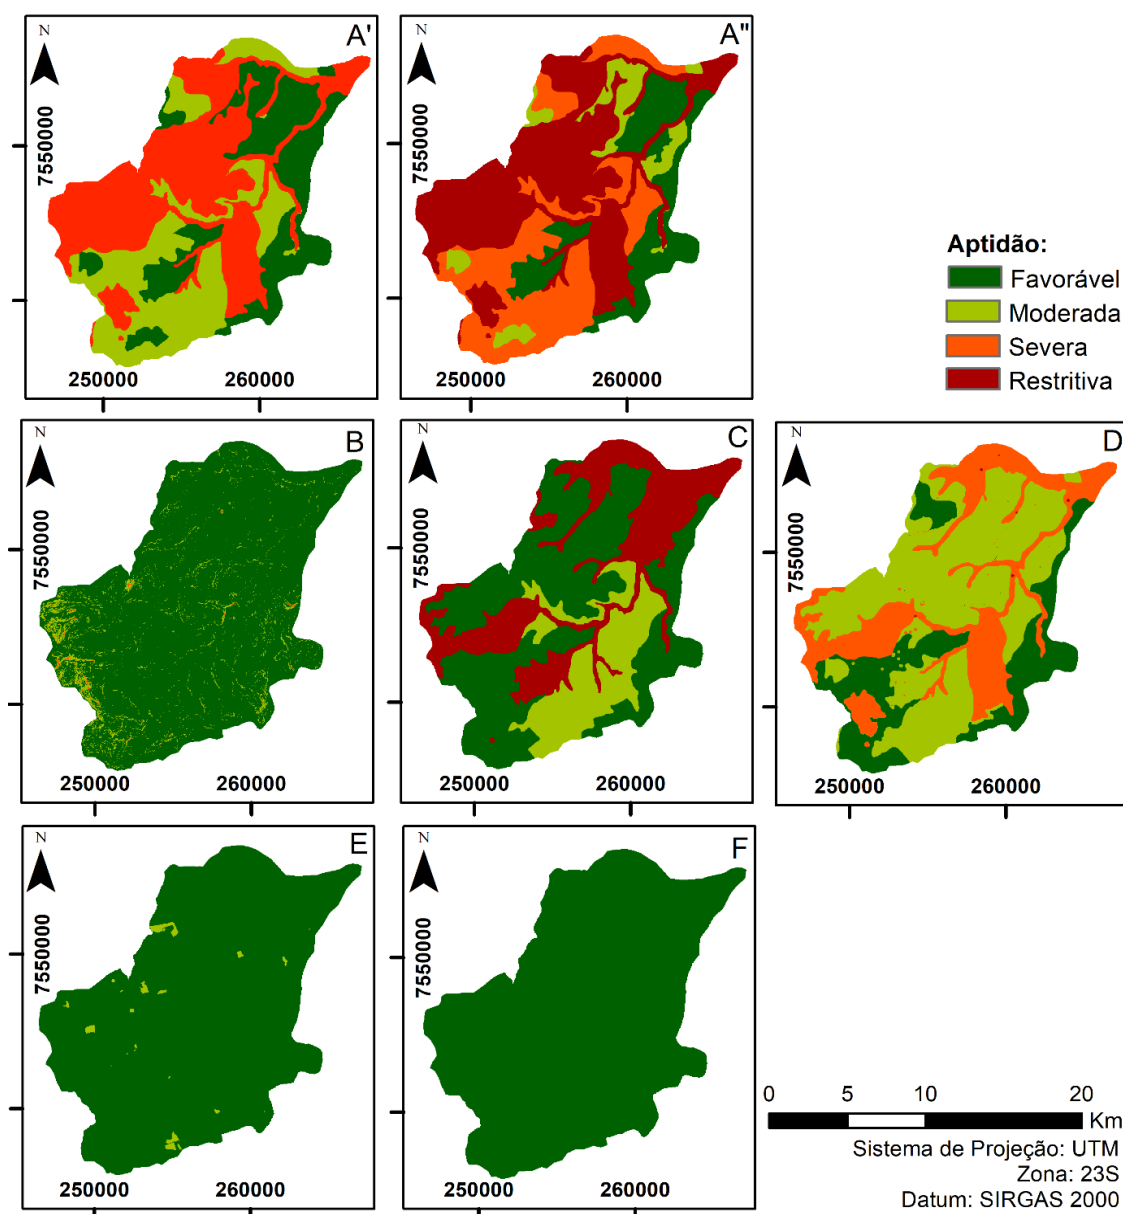 N
A'
7550000
250000
260000
N
A"
7550000
250000
260000
Aptidão:
Favorável
Moderada
Severa
Restritiva
N
B
7550000
250000
260000
N
C
7550000
250000
260000
N
D
7550000
250000
260000
N
E
7550000
250000
260000
N
F
7550000
250000
260000
0 5 10 20
Km
Sistema de Projeção: UTM
Zona: 23S
Datum: SIRGAS 2000